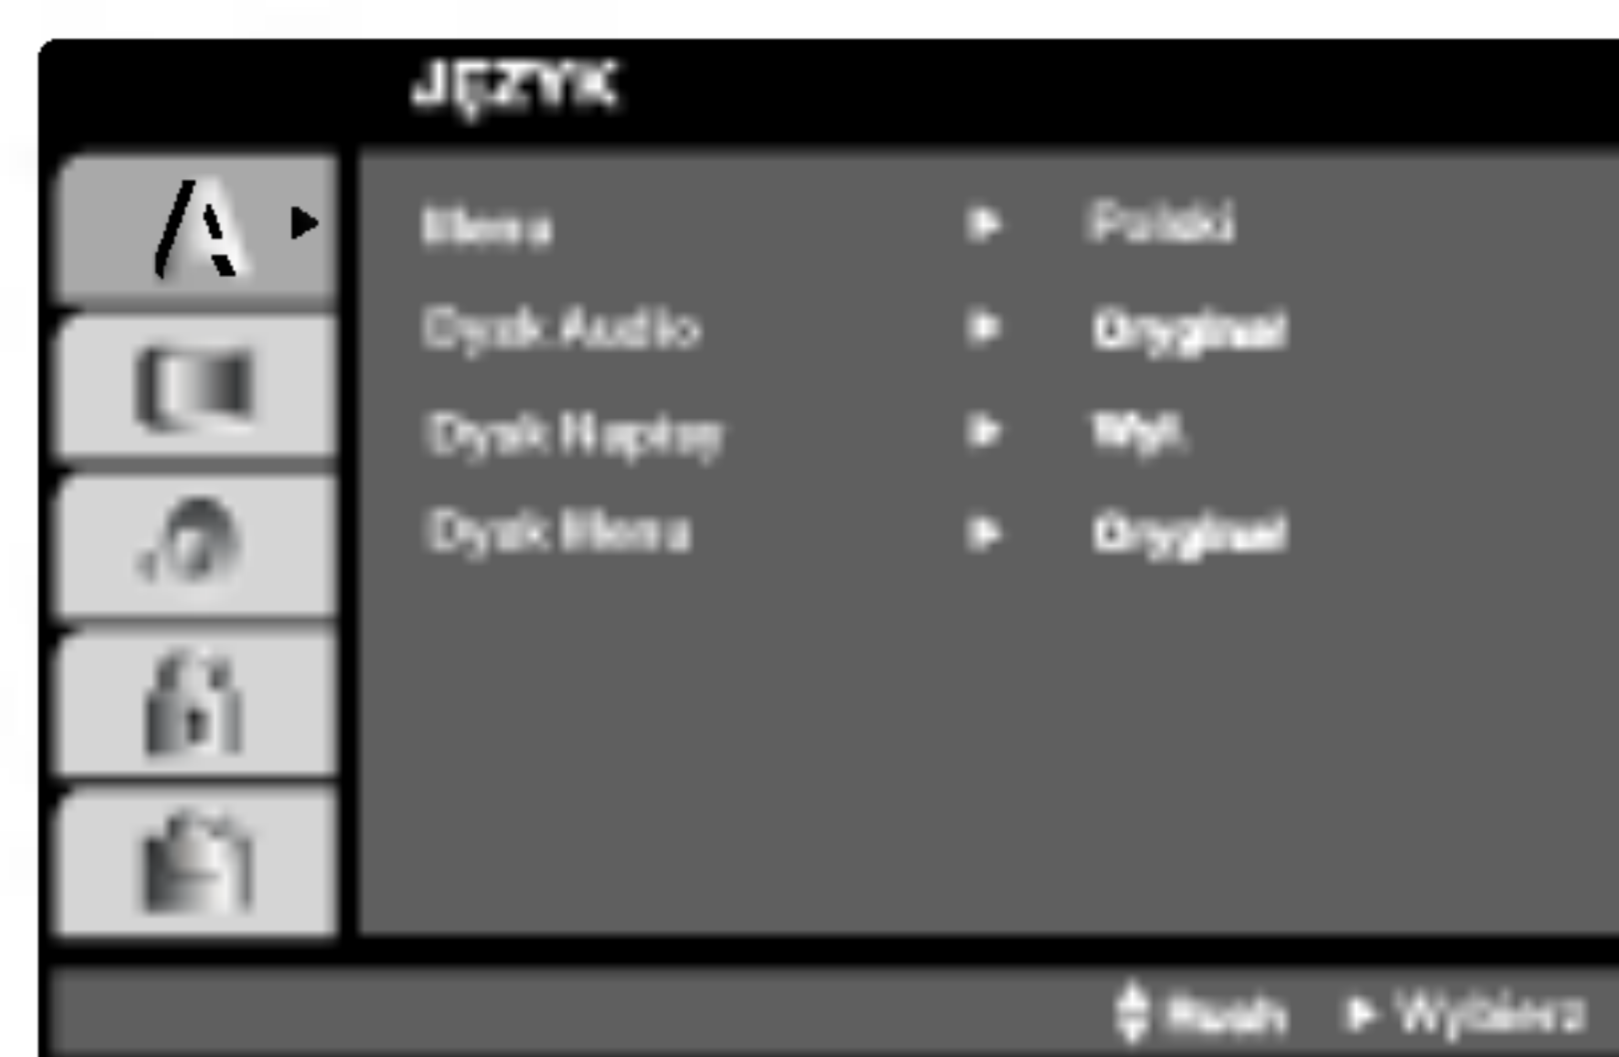 JĘZYK
Menu ► Polski
Dysk Audio ► Oryginał
Dysk Napisy ► Wył.
Dysk Menu ► Oryginał
Ruch ► Wybierz